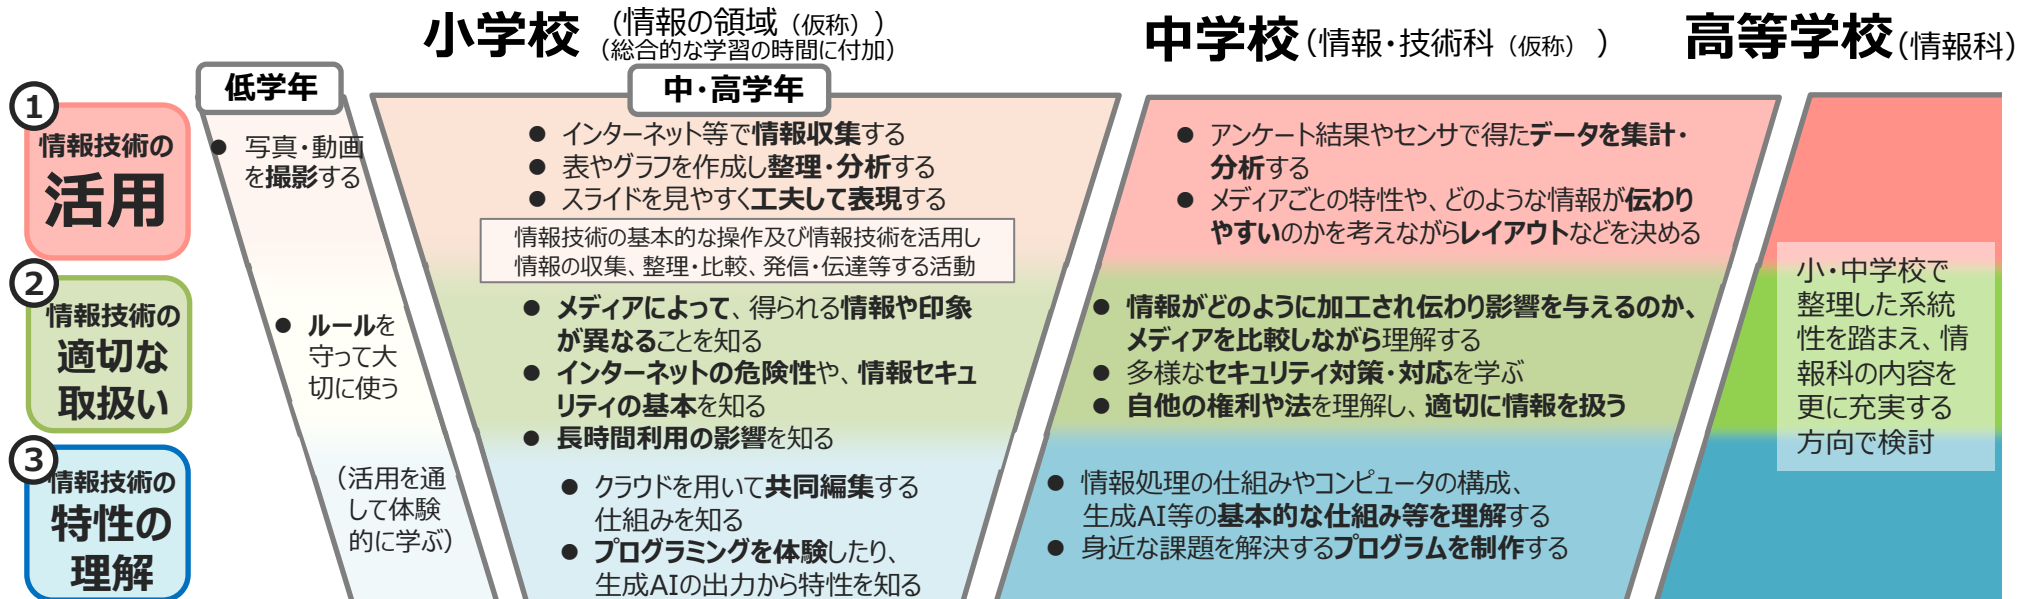 小学校 (情報の領域（仮称）)
(総合的な学習の時間に付加)
中学校(情報・技術科（仮称）)
高等学校(情報科)
低学年
中・高学年
①
情報技術の
活用
● 写真・動画
を撮影する
● インターネット等で情報収集する
● 表やグラフを作成し整理・分析する
● スライドを見やすく工夫して表現する
情報技術の基本的な操作及び情報技術を活用し
情報の収集、整理・比較、発信・伝達等する活動
● アンケート結果やセンサで得たデータを集計・
分析する
● メディアごとの特性や、どのような情報が伝わり
やすいのかを考えながらレイアウトなどを決める
②
情報技術の
適切な
取扱い
● ルールを
守って大
切に使う
● メディアによって、得られる情報や印象
が異なることを知る
● インターネットの危険性や、情報セキュ
リティの基本を知る
● 長時間利用の影響を知る
● 情報がどのように加工され伝わり影響を与えるのか、
メディアを比較しながら理解する
● 多様なセキュリティ対策・対応を学ぶ
● 自他の権利や法を理解し、適切に情報を扱う
小・中学校で
整理した系統
性を踏まえ、情
報科の内容を
更に充実する
方向で検討
③
情報技術の
特性の
理解
（活用を通
して体験
的に学ぶ）
● クラウドを用いて共同編集する
仕組みを知る
● プログラミングを体験したり、
生成AIの出力から特性を知る
● 情報処理の仕組みやコンピュータの構成、
生成AI等の基本的な仕組み等を理解する
● 身近な課題を解決するプログラムを制作する